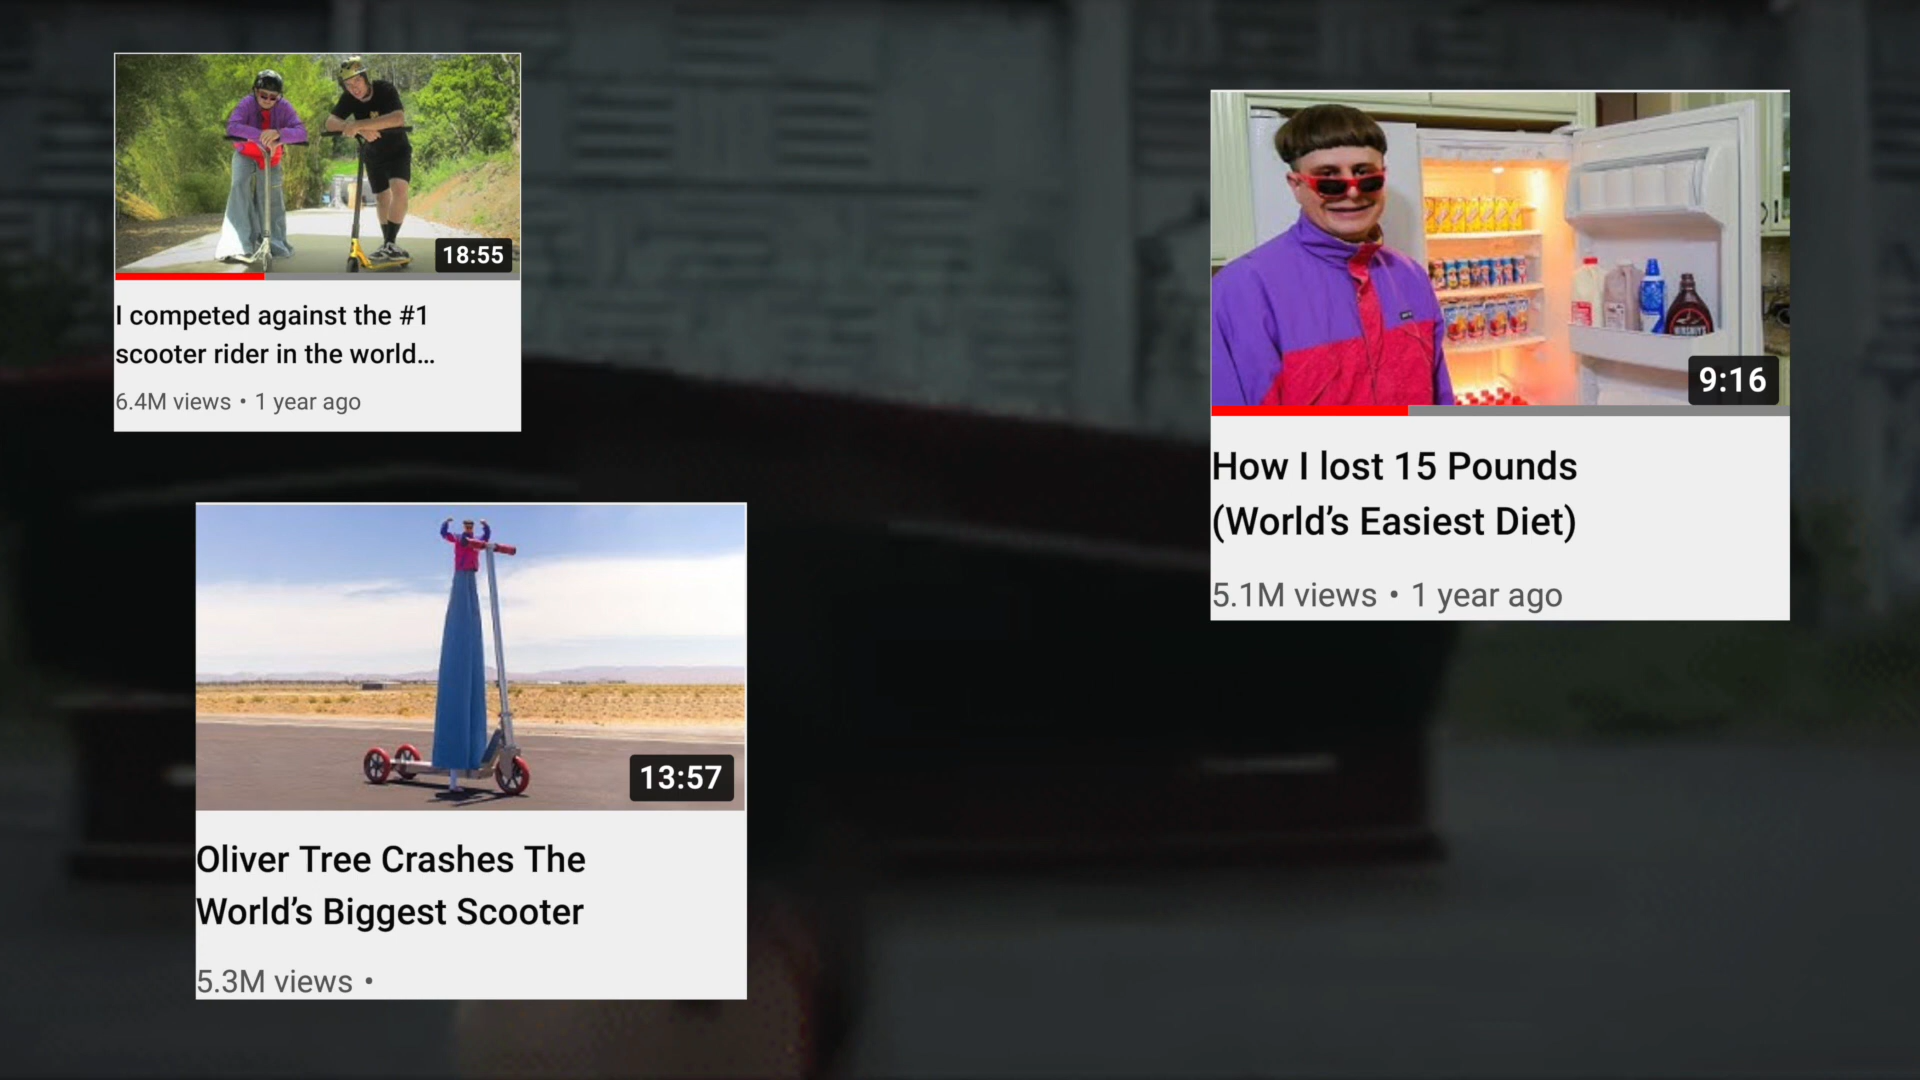 18:55
I competed against the #1
scooter rider in the world...
6.4M views • 1 year ago
9:16
How I lost 15 Pounds
(World's Easiest Diet)
5.1M views • 1 year ago
HERSHEY'S
13:57
Oliver Tree Crashes The
World's Biggest Scooter
5.3M views •